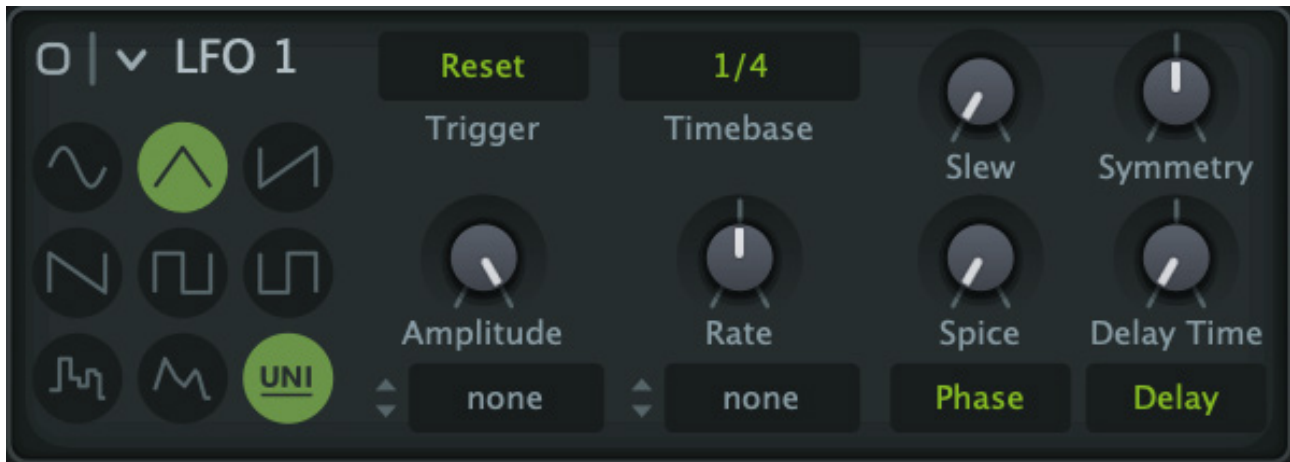 LFO 1
Reset
1/4
Trigger
Timebase
Slew
Symmetry
Amplitude
Rate
Spice
Delay Time
UNI
none
none
Phase
Delay